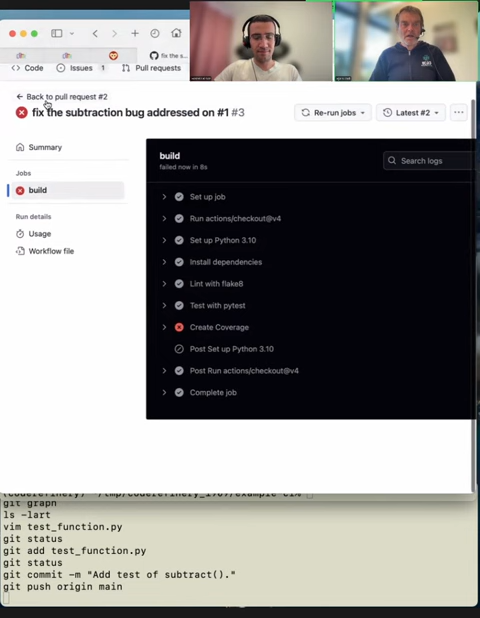 fix the s...
Code Issues 1 Pull requests
Back to pull request #2
fix the subtraction bug addressed on #1 #3
Re-run jobs
Latest #2
...
Summary
Jobs
build
Run details
Usage
Workflow file
build
failed now in 8s
Search logs
Set up job
Run actions/checkout@v4
Set up Python 3.10
Install dependencies
Lint with flake8
Test with pytest
Create Coverage
Post Set up Python 3.10
Post Run actions/checkout@v4
Complete job
git graph
ls -lart
vim test_function.py
git status
git add test_function.py
git status
git commit -m "Add test of subtract()."
git push origin main